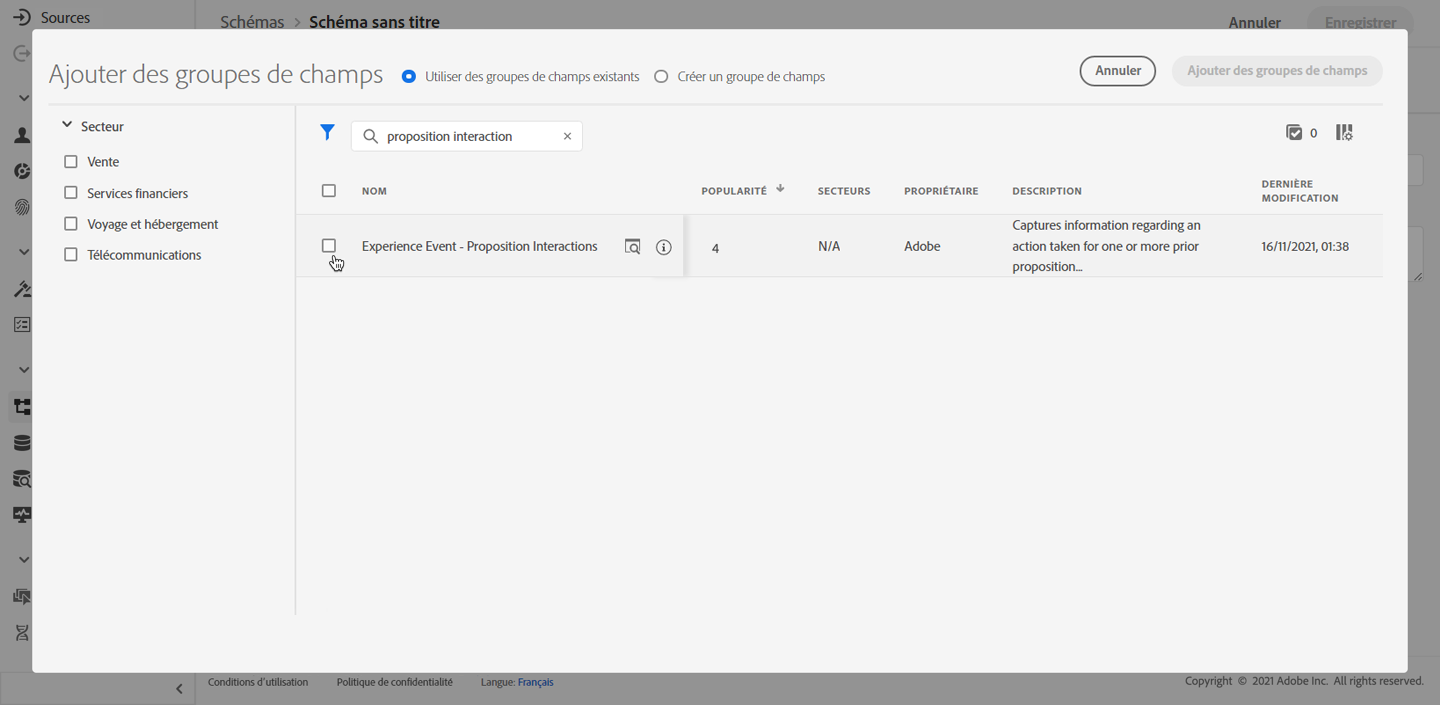 Sources
Schémas > Schéma sans titre
Annuler
Enregistrer
Ajouter des groupes de champs
Utiliser des groupes de champs existants
Créer un groupe de champs
Annuler
Ajouter des groupes de champs
Secteur
Vente
Services financiers
Voyage et hébergement
Télécommunications
proposition interaction
0
NOM
POPULARITÉ
SECTEURS
PROPRIÉTAIRE
DESCRIPTION
DERNIÈRE
MODIFICATION
Experience Event - Proposition Interactions
4
N/A
Adobe
Captures information regarding an
action taken for one or more prior
proposition...
16/11/2021, 01:38
Conditions d'utilisation
Politique de confidentialité
Langue: Français
Copyright © 2021 Adobe Inc. All rights reserved.